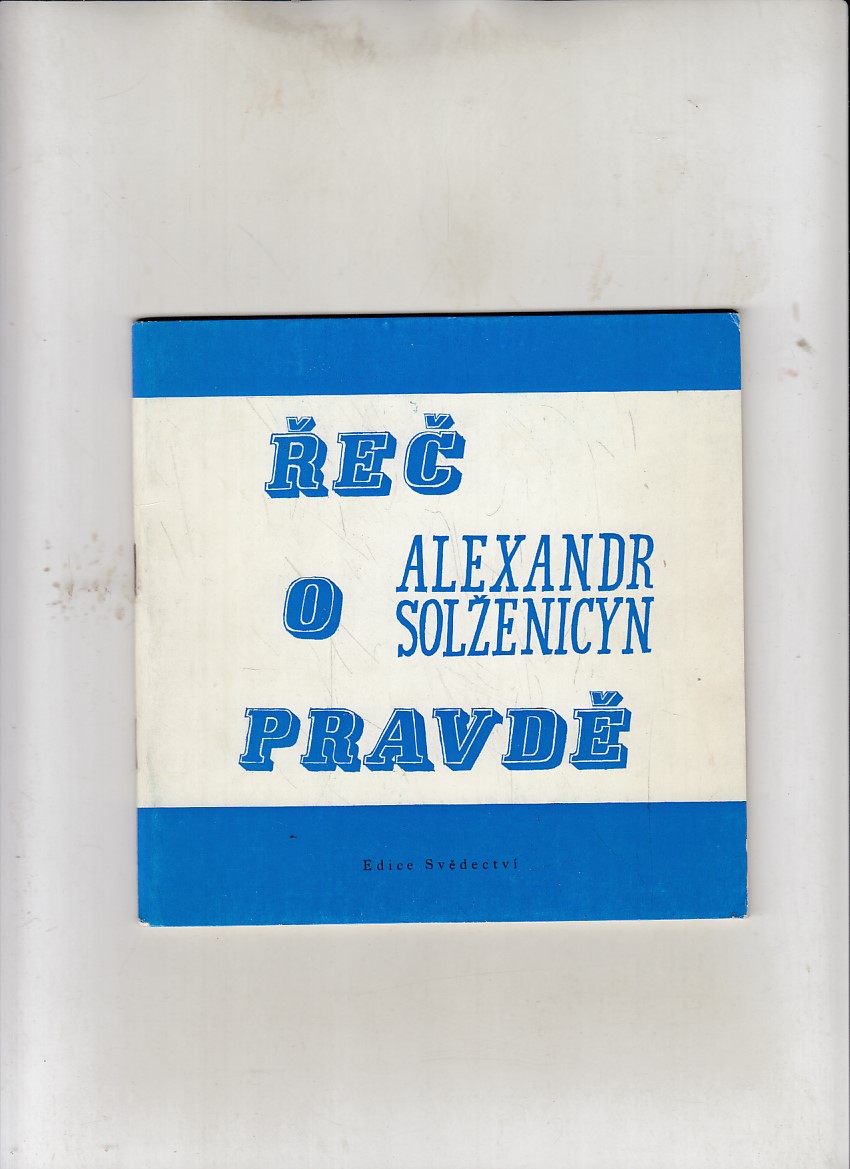 ŘEČ
O
ALEXANDR
SOLŽENICYN
PRAVDĚ
Edice Svědectví